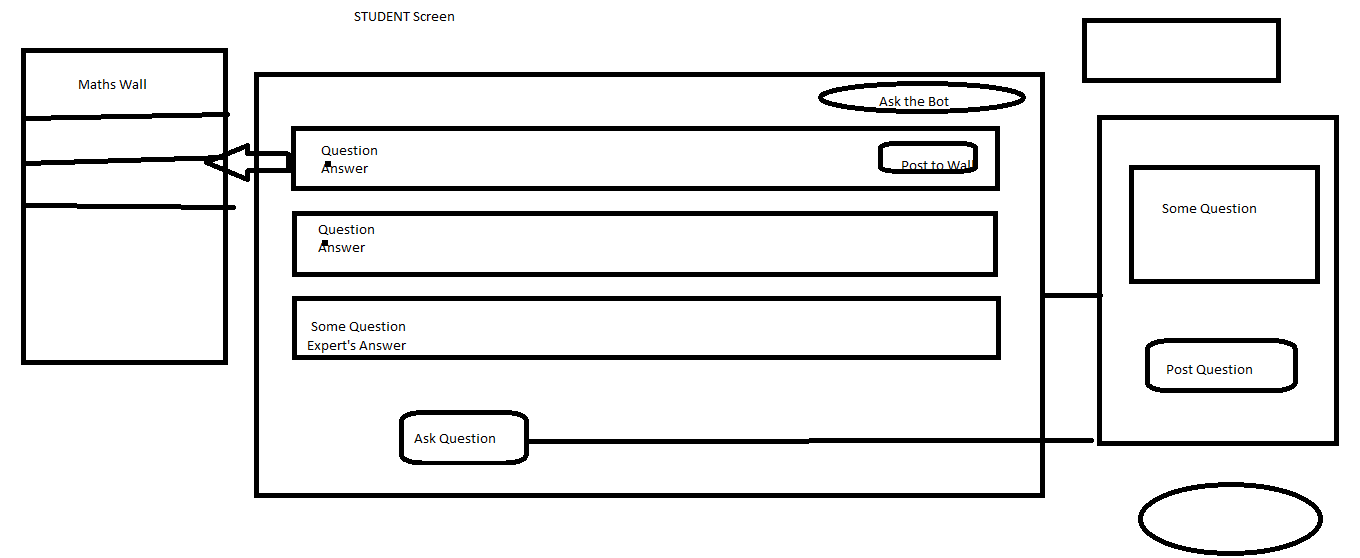 STUDENT Screen
Maths Wall
Ask the Bot
Question
Answer
Post to Wall
Question
Answer
Some Question
Expert's Answer
Ask Question
Some Question
Post Question